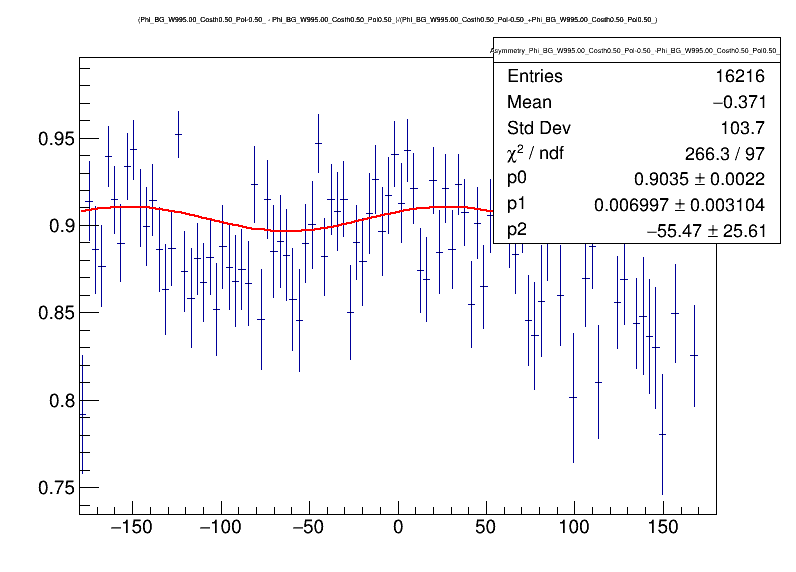 (Phi_BG_W995.00_Costh0.50_Pol-0.50_ - Phi_BG_W995.00_Costh0.50_Pol0.50_)/(Phi_BG_W995.00_Costh0.50_Pol-0.50_+Phi_BG_W995.00_Costh0.50_Pol0.50_)
Asymmetry_Phi_BG_W995.00_Costh0.50_Pol-0.50_-Phi_BG_W995.00_Costh0.50_Pol0.50_
Entries 16216
Mean −0.371
Std Dev 103.7
χ² / ndf 266.3 / 97
p0 0.9035 ± 0.0022
p1 0.006997 ± 0.003104
p2 −55.47 ± 25.61
0.95
0.9
0.85
0.8
0.75
−150 −100 −50 0 50 100 150